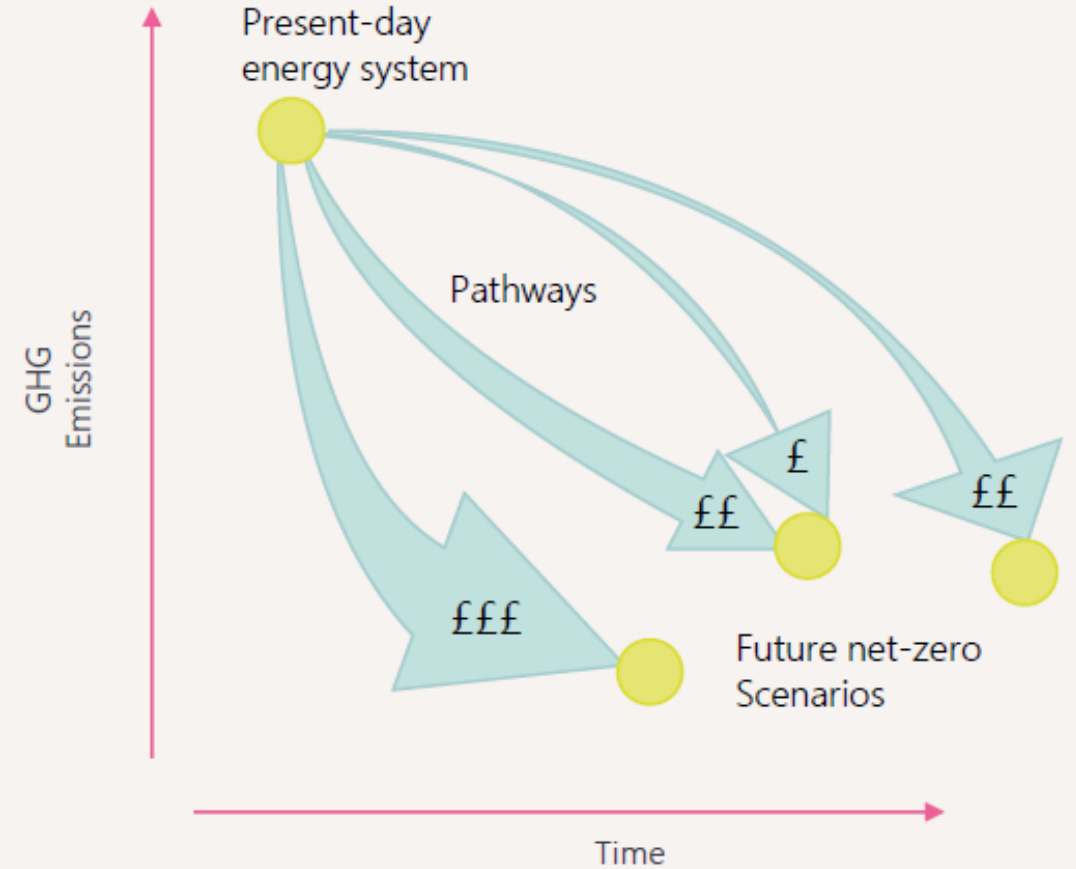 Present-day
energy system
Pathways
GHG
Emissions
£
££
££
£££
Future net-zero
Scenarios
Time